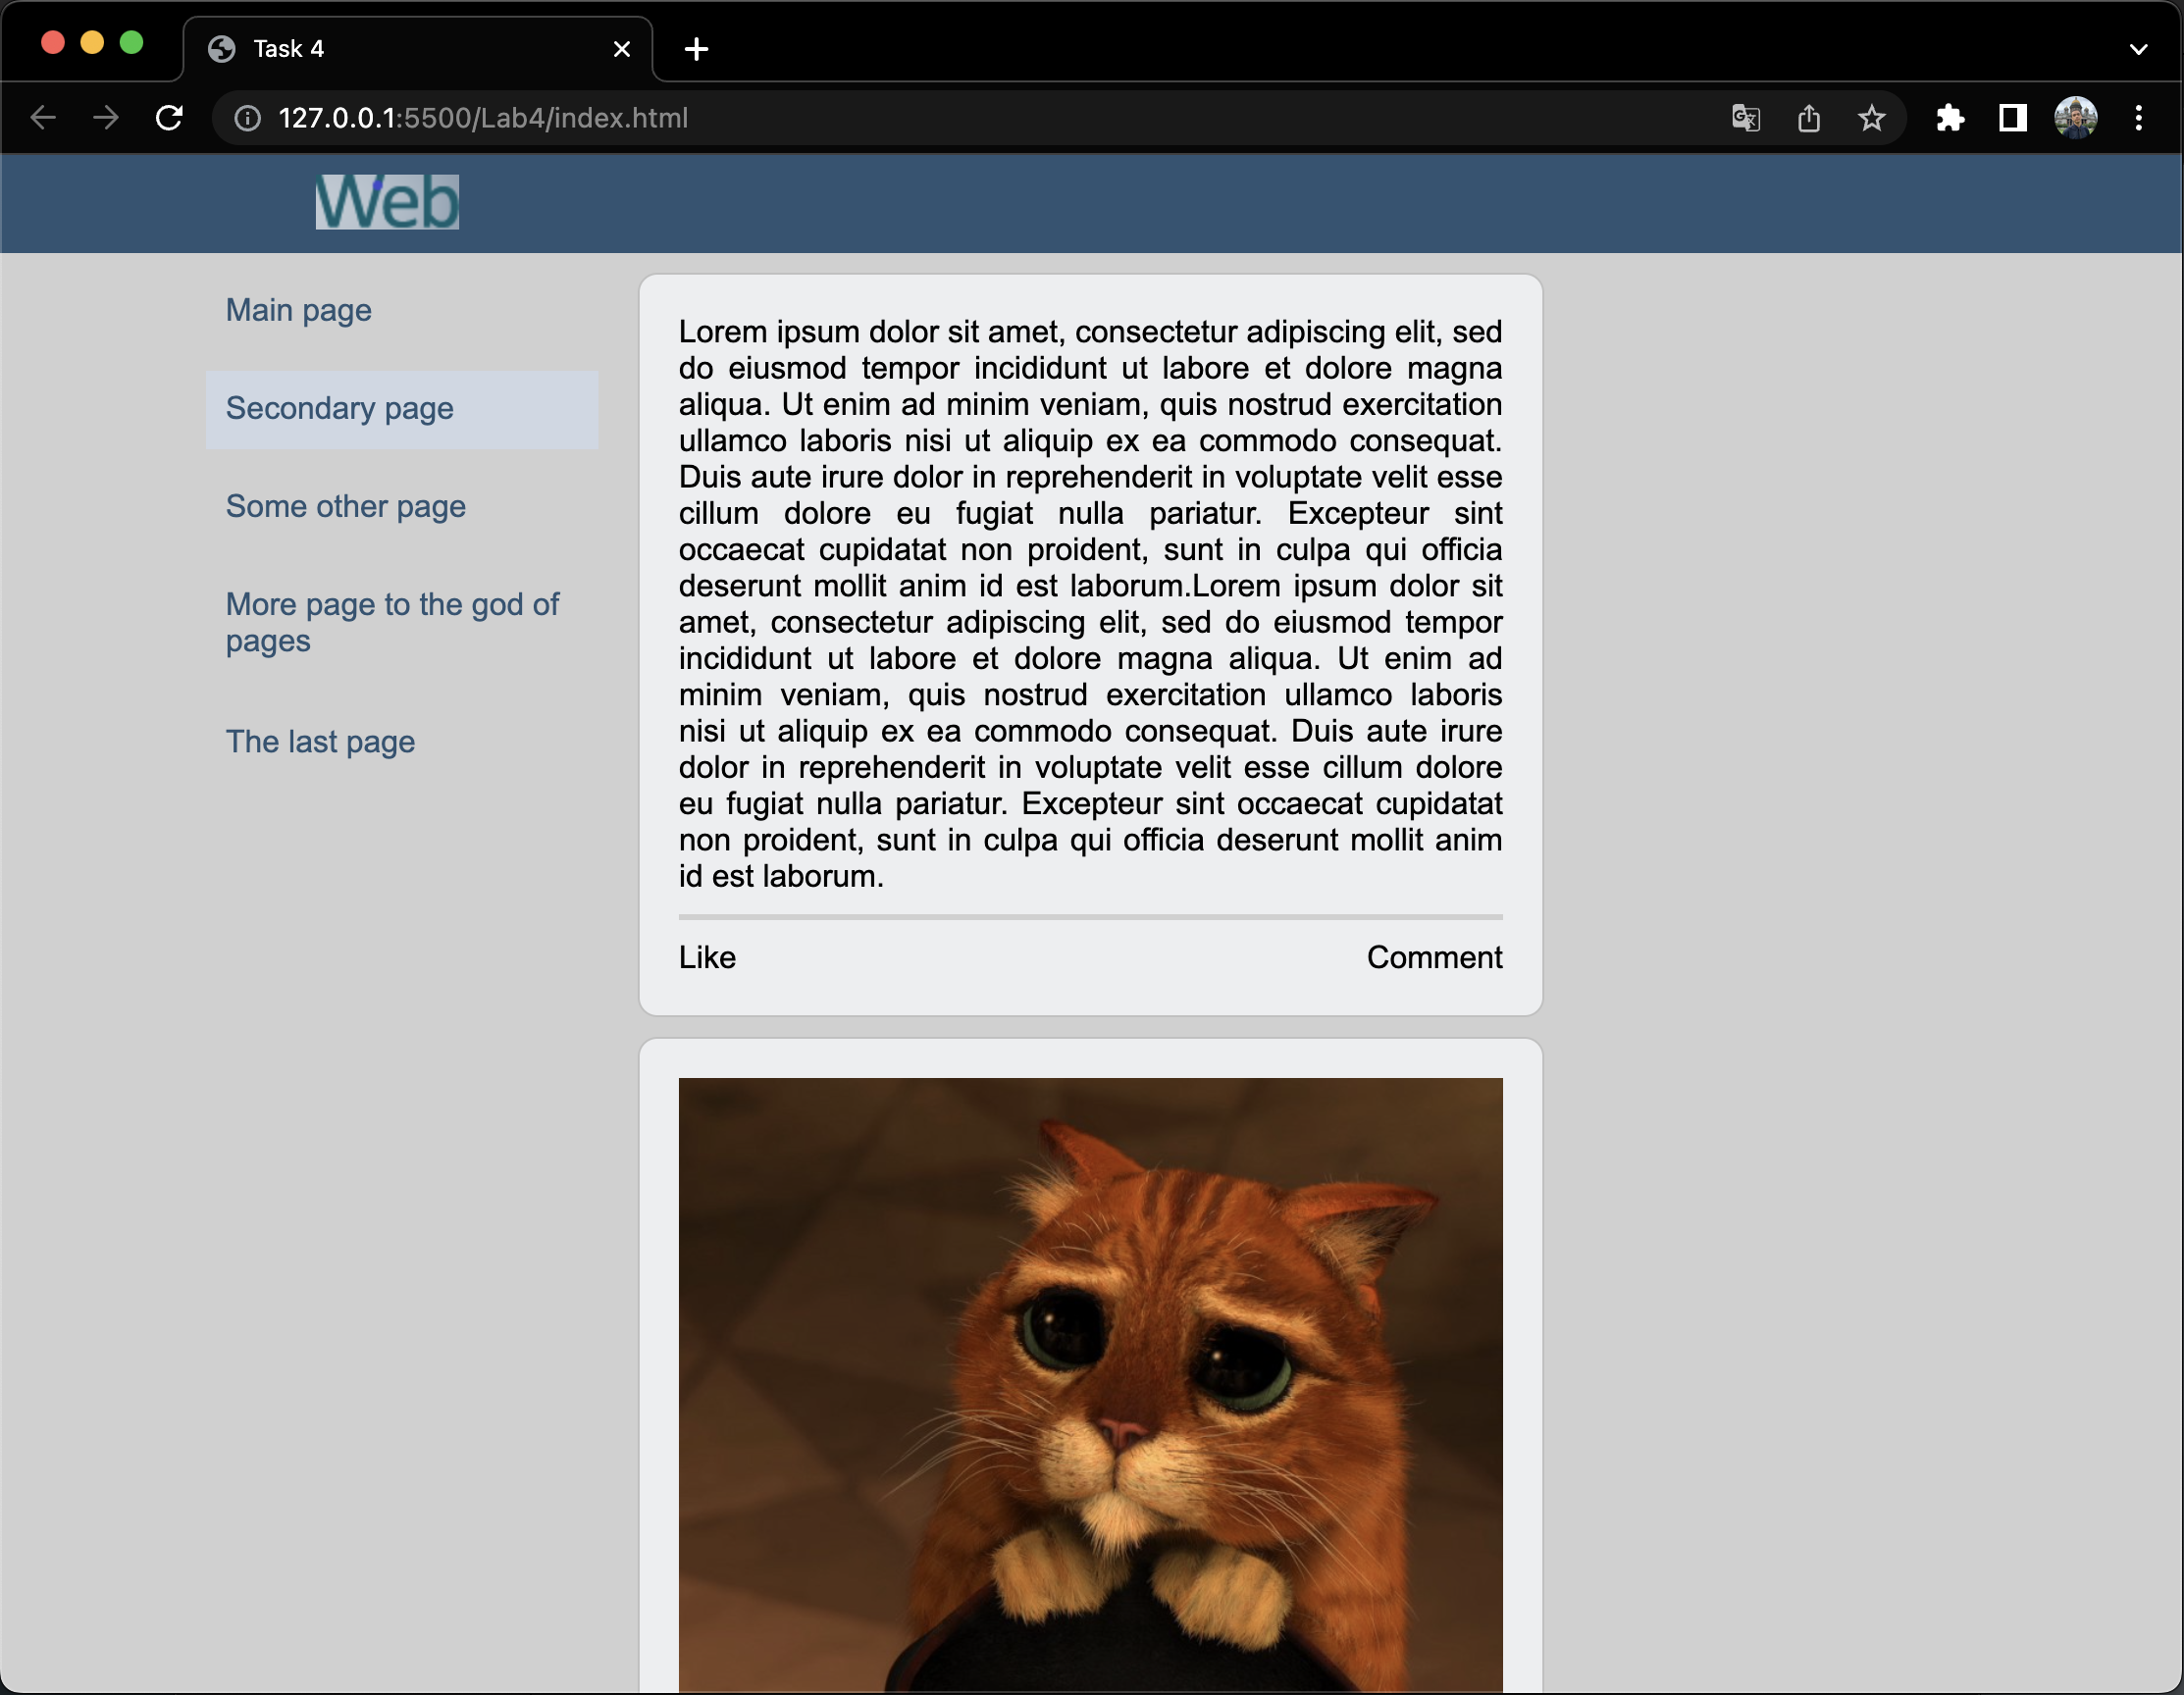 Task 4
127.0.0.1:5500/Lab4/index.html
Web
Main page
Secondary page
Some other page
More page to the god of
pages
The last page
Lorem ipsum dolor sit amet, consectetur adipiscing elit, sed
do eiusmod tempor incididunt ut labore et dolore magna
aliqua. Ut enim ad minim veniam, quis nostrud exercitation
ullamco laboris nisi ut aliquip ex ea commodo consequat.
Duis aute irure dolor in reprehenderit in voluptate velit esse
cillum dolore eu fugiat nulla pariatur. Excepteur sint
occaecat cupidatat non proident, sunt in culpa qui officia
deserunt mollit anim id est laborum.Lorem ipsum dolor sit
amet, consectetur adipiscing elit, sed do eiusmod tempor
incididunt ut labore et dolore magna aliqua. Ut enim ad
minim veniam, quis nostrud exercitation ullamco laboris
nisi ut aliquip ex ea commodo consequat. Duis aute irure
dolor in reprehenderit in voluptate velit esse cillum dolore
eu fugiat nulla pariatur. Excepteur sint occaecat cupidatat
non proident, sunt in culpa qui officia deserunt mollit anim
id est laborum.
Like
Comment